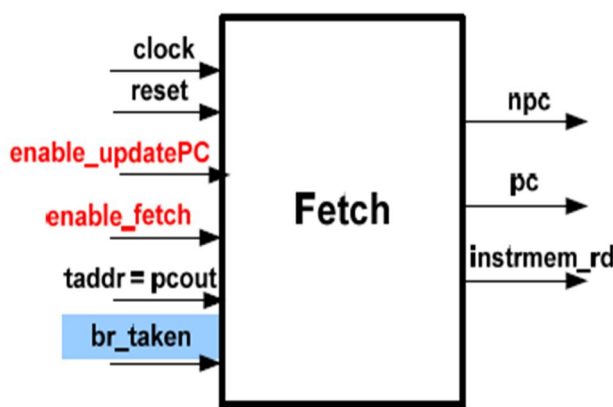 clock
reset
enable_updatePC
enable_fetch
taddr = pcout
br_taken
Fetch
npc
pc
instrmem_rd